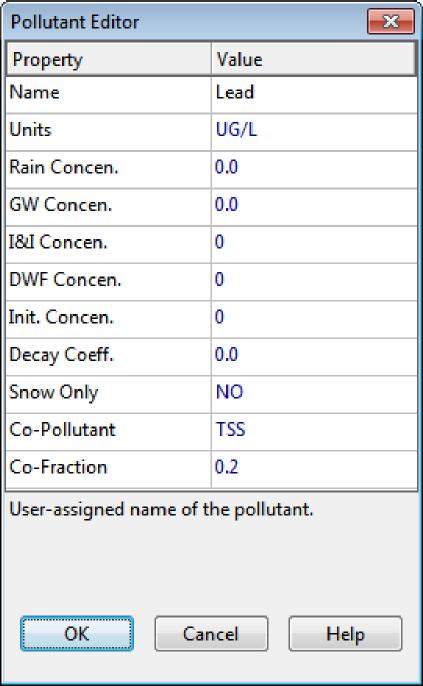 Pollutant Editor
Property Value
Name Lead
Units UG/L
Rain Concen. 0.0
GW Concen. 0.0
I&I Concen. 0
DWF Concen. 0
Init. Concen. 0
Decay Coeff. 0.0
Snow Only NO
Co-Pollutant TSS
Co-Fraction 0.2
User-assigned name of the pollutant.
OK Cancel Help